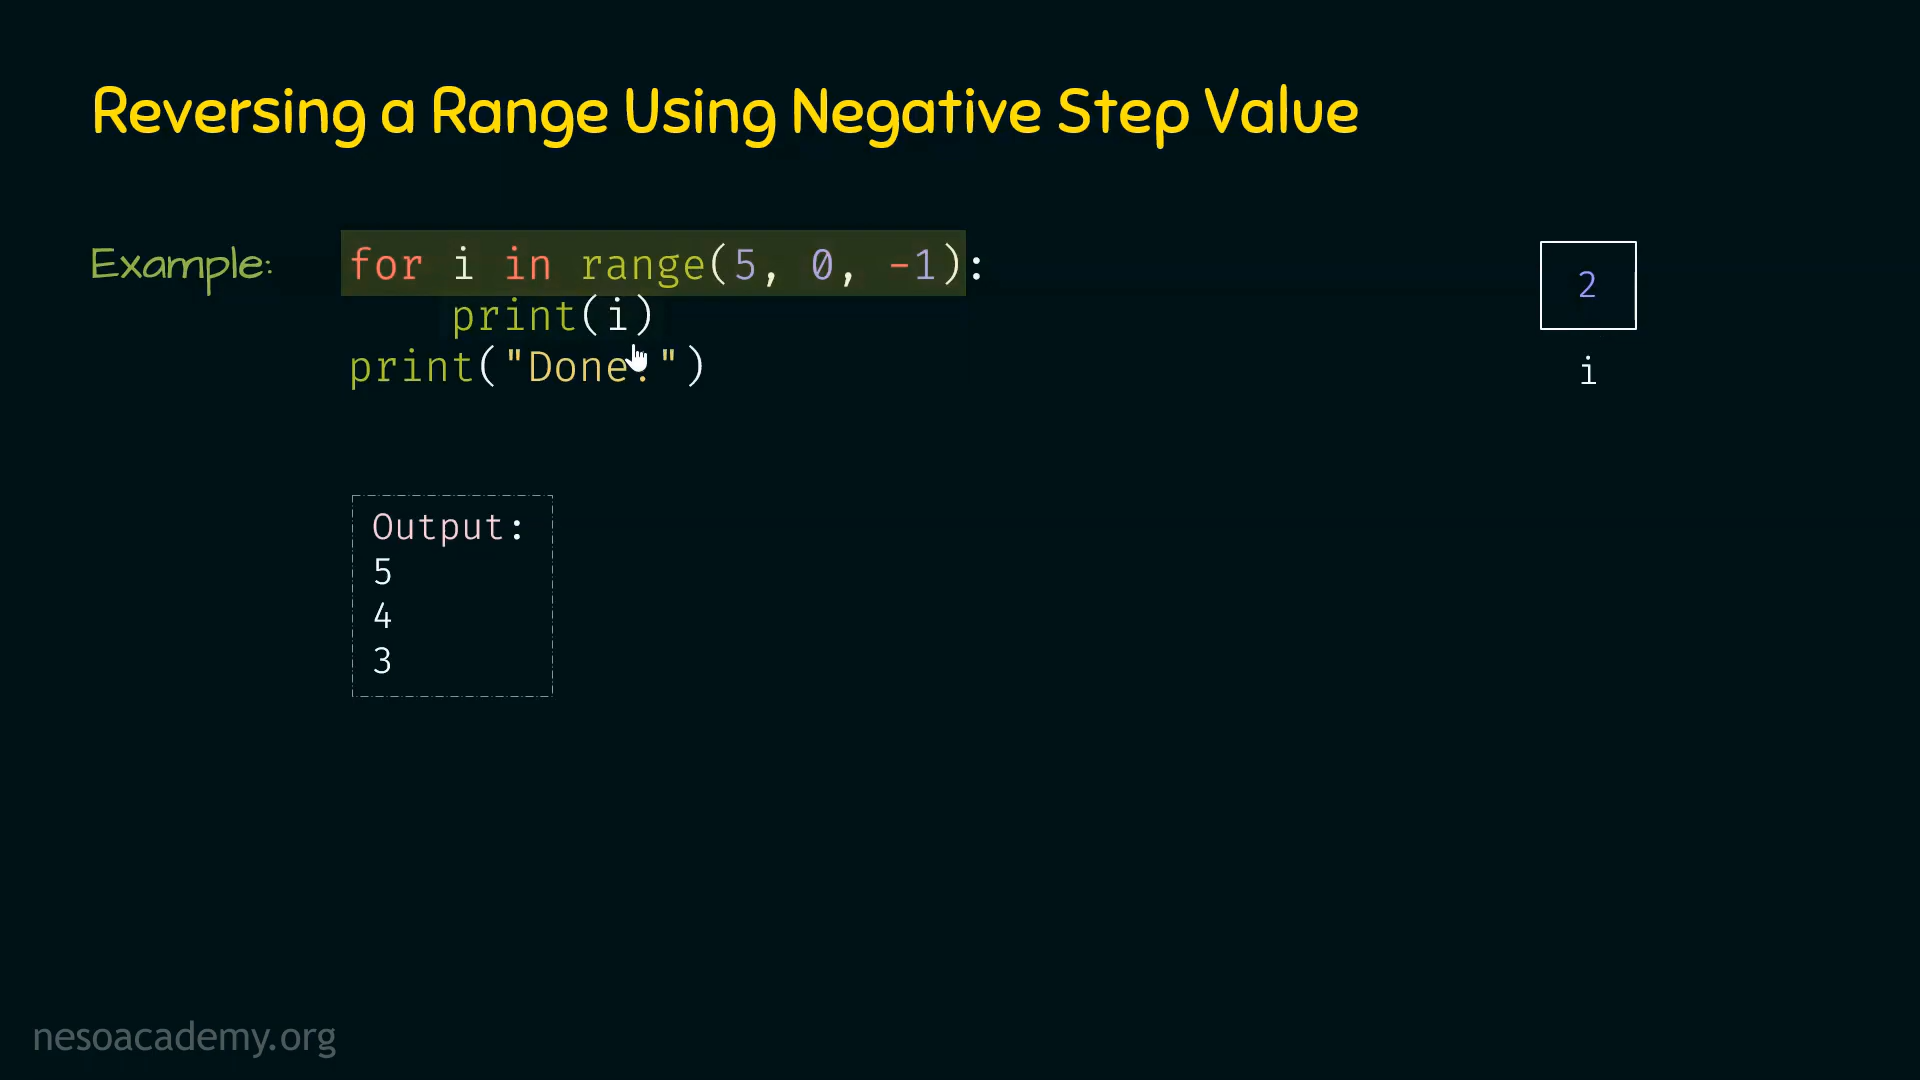 Reversing a Range Using Negative Step Value
Example:
for i in range(5, 0, -1):
    print(i)
print("Done!")
2
i
Output:
5
4
3
nesoacademy.org